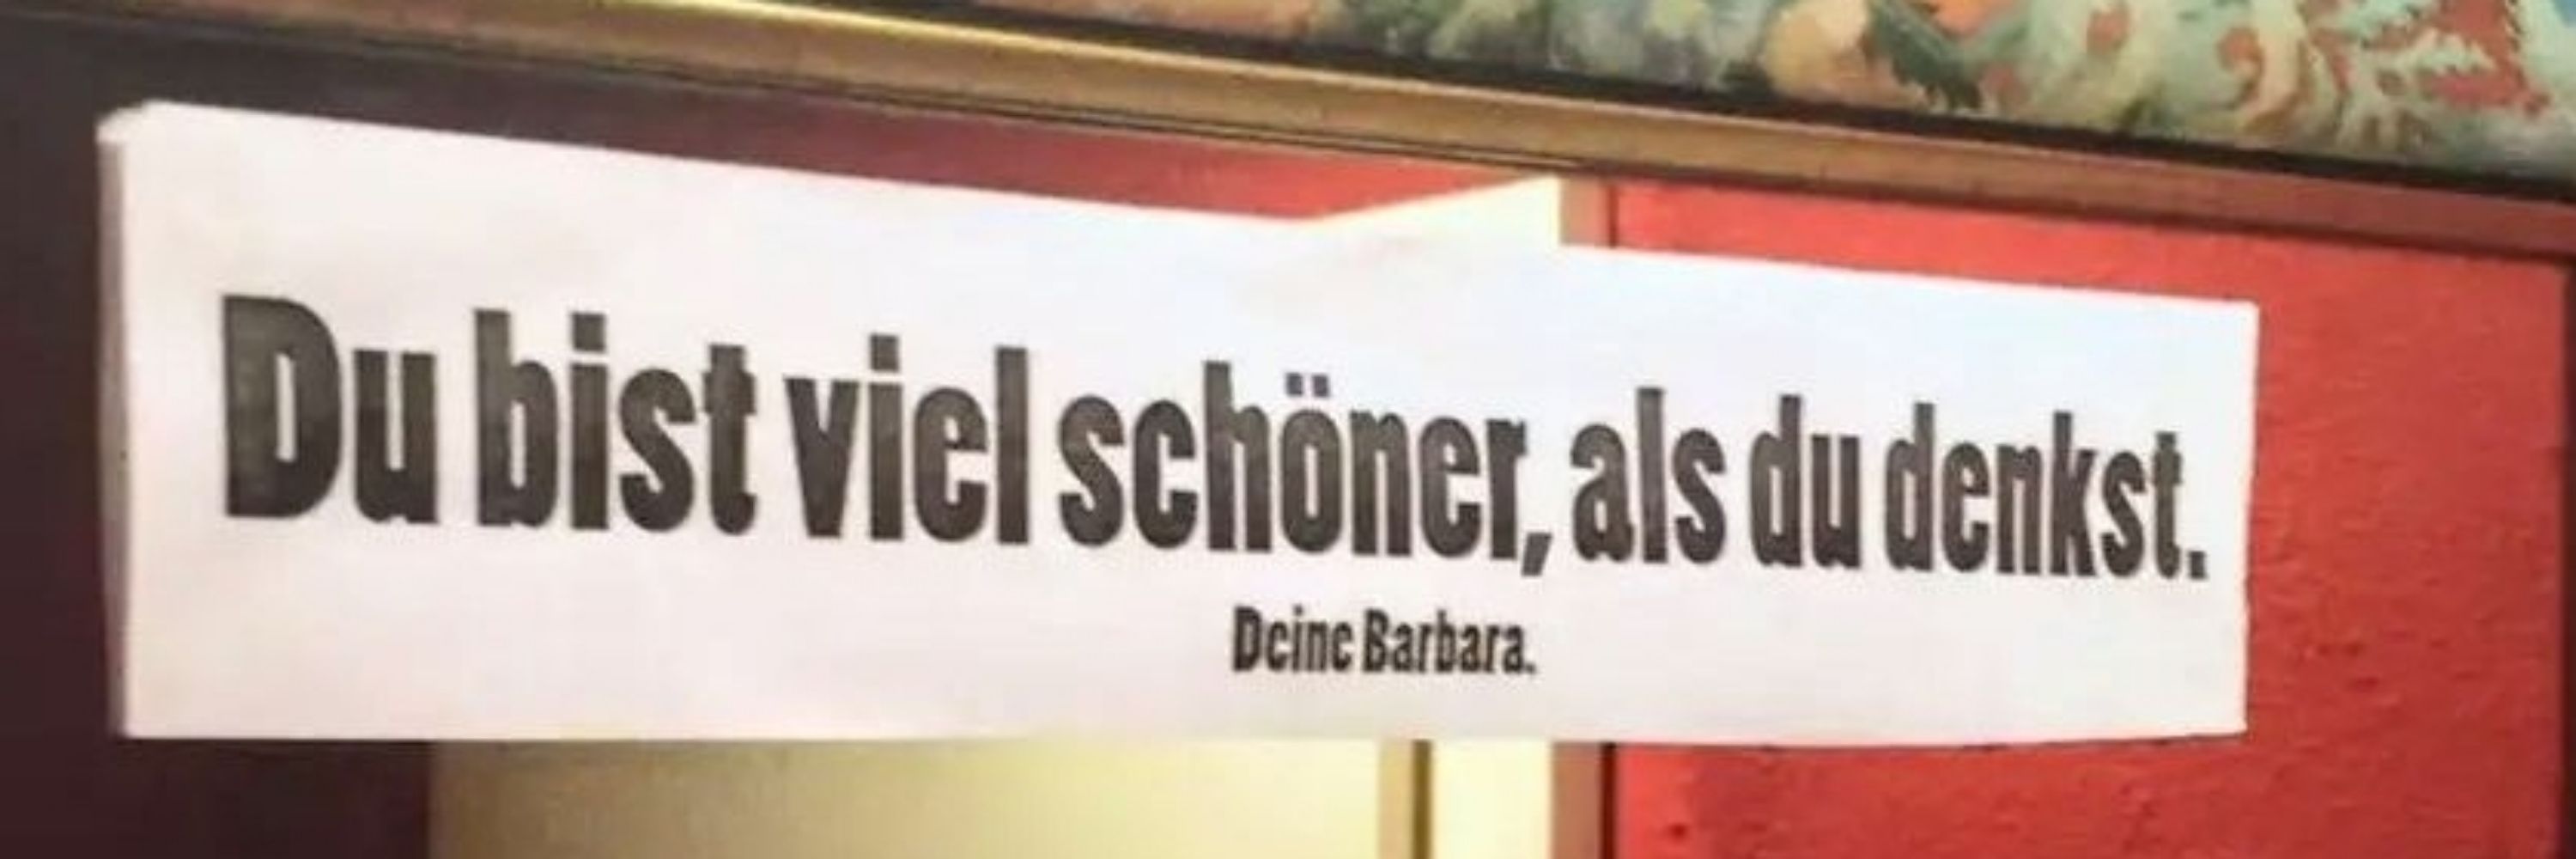 Du bist viel schöner, als du denkst.
Deine Barbara.